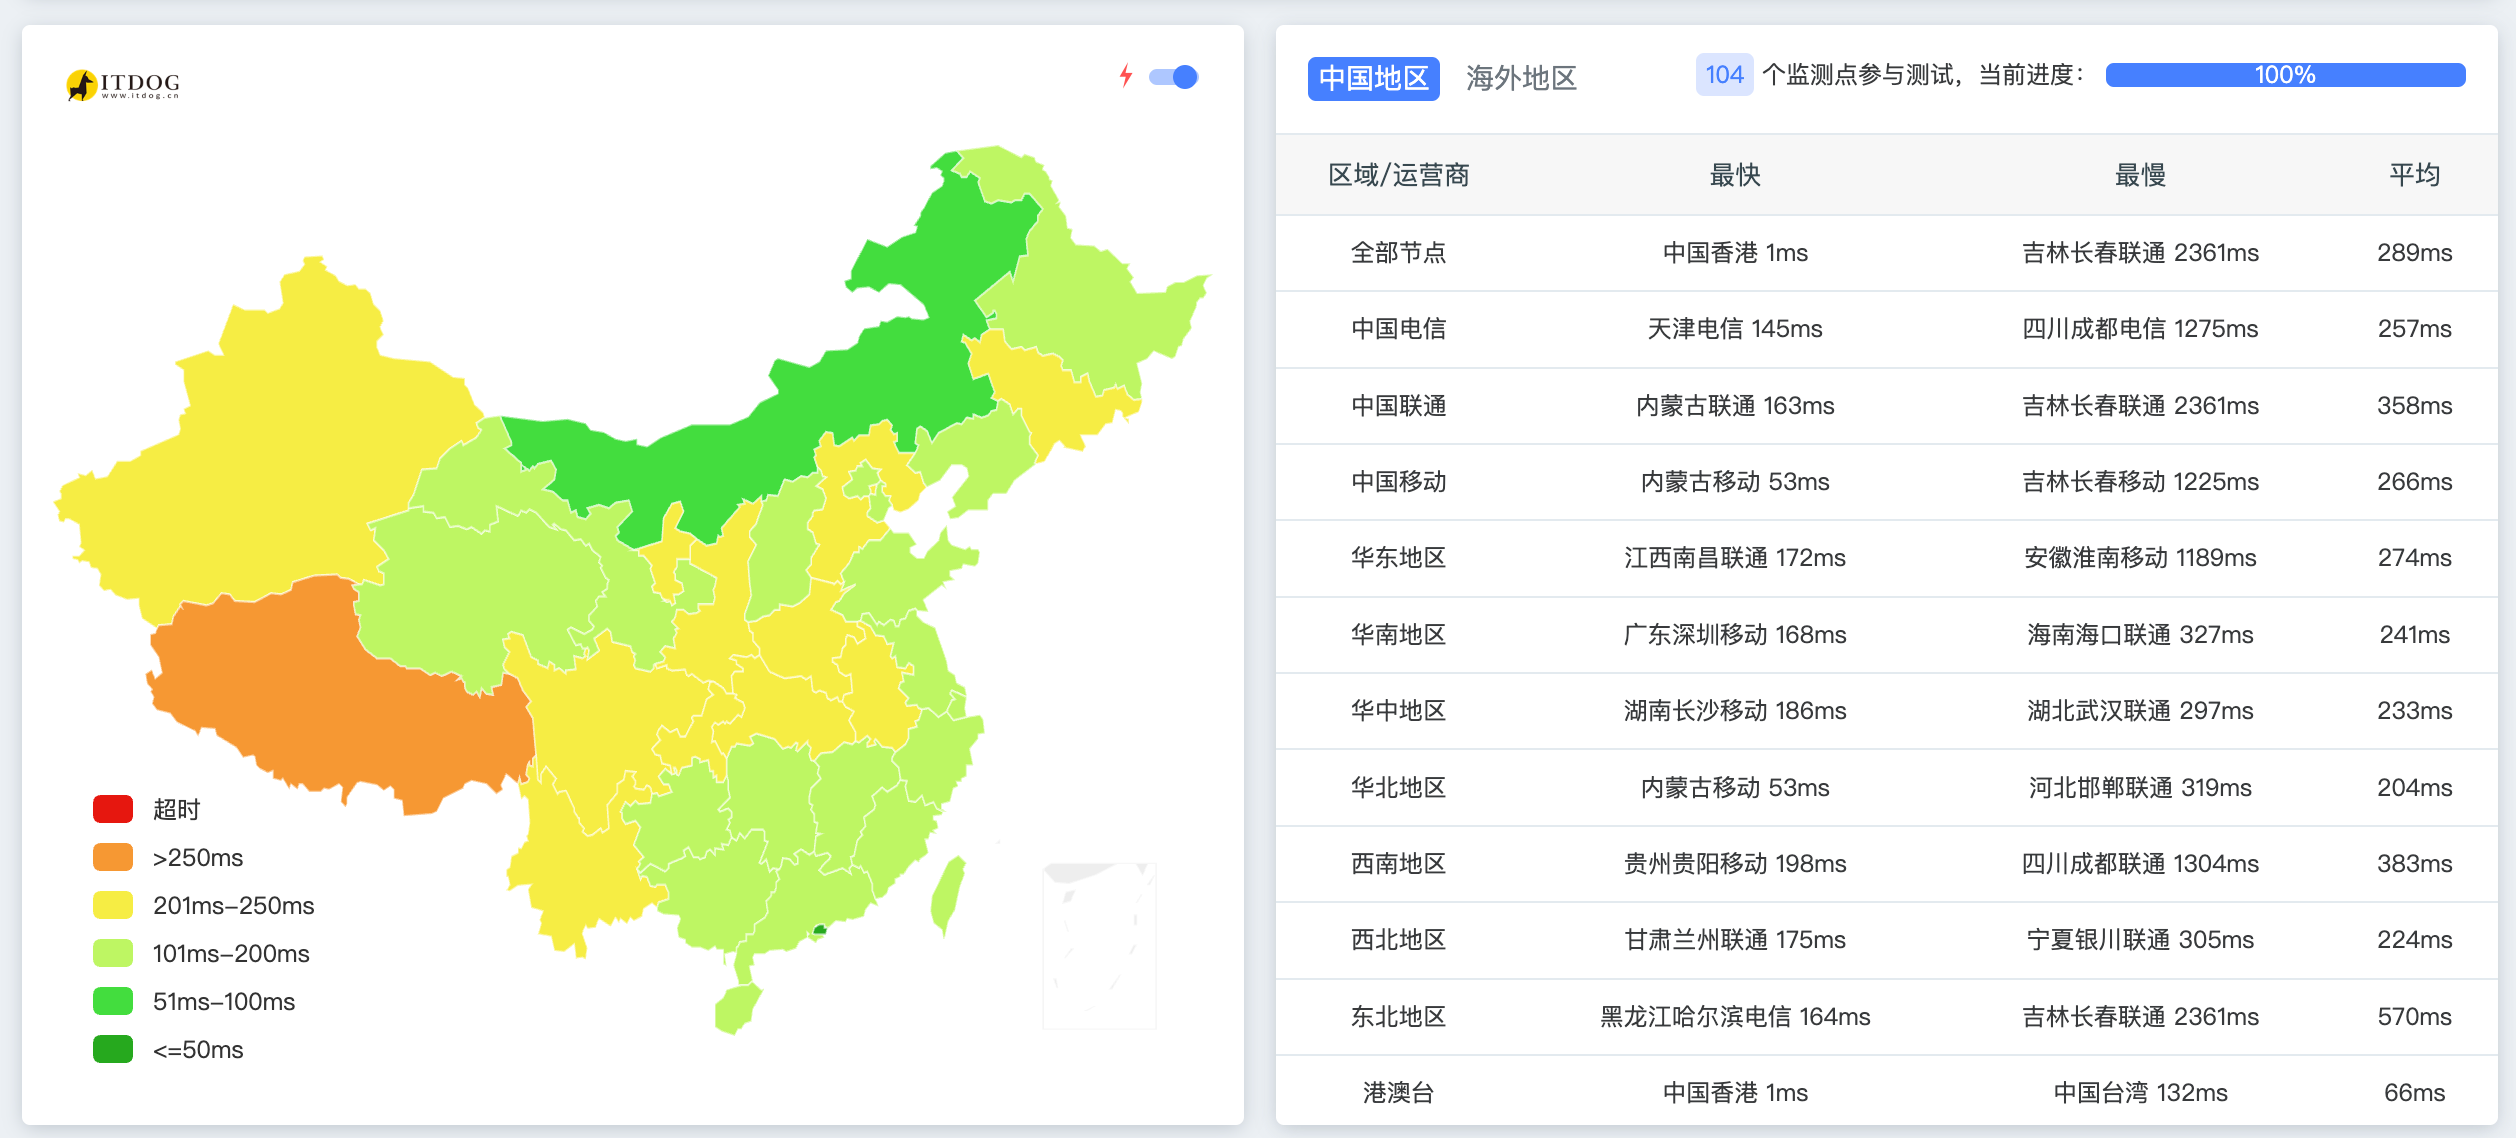 ITDOG
www.itdog.cn
超时
>250ms
201ms-250ms
101ms-200ms
51ms-100ms
<=50ms
中国地区 海外地区 104 个监测点参与测试，当前进度： 100%
区域/运营商 最快 最慢 平均
全部节点 中国香港 1ms 吉林长春联通 2361ms 289ms
中国电信 天津电信 145ms 四川成都电信 1275ms 257ms
中国联通 内蒙古联通 163ms 吉林长春联通 2361ms 358ms
中国移动 内蒙古移动 53ms 吉林长春移动 1225ms 266ms
华东地区 江西南昌联通 172ms 安徽淮南移动 1189ms 274ms
华南地区 广东深圳移动 168ms 海南海口联通 327ms 241ms
华中地区 湖南长沙移动 186ms 湖北武汉联通 297ms 233ms
华北地区 内蒙古移动 53ms 河北邯郸联通 319ms 204ms
西南地区 贵州贵阳移动 198ms 四川成都联通 1304ms 383ms
西北地区 甘肃兰州联通 175ms 宁夏银川联通 305ms 224ms
东北地区 黑龙江哈尔滨电信 164ms 吉林长春联通 2361ms 570ms
港澳台 中国香港 1ms 中国台湾 132ms 66ms